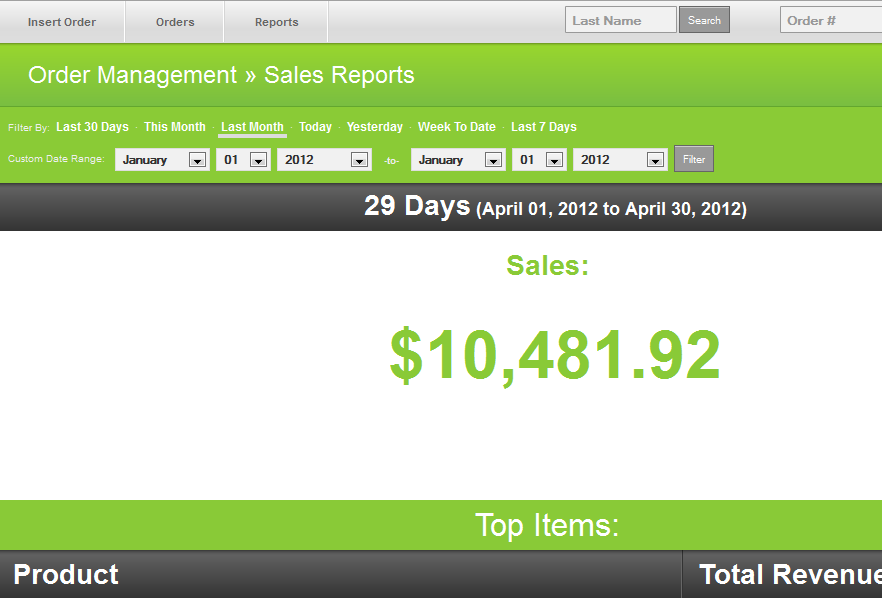 Insert Order Orders Reports Last Name Search Order #
Order Management » Sales Reports
Filter By: Last 30 Days · This Month · Last Month · Today · Yesterday · Week To Date · Last 7 Days
Custom Date Range: January 01 2012 -to- January 01 2012 Filter
29 Days (April 01, 2012 to April 30, 2012)
Sales:
$10,481.92
Top Items:
Product Total Revenue